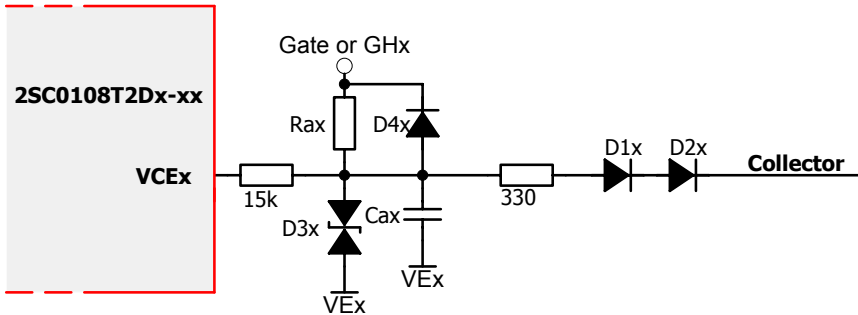 Gate or GHx
2SC0108T2Dx-xx
Rax
D4x
D1x
D2x
VCEx
Collector
15k
330
D3x
Cax
VEx
VEx